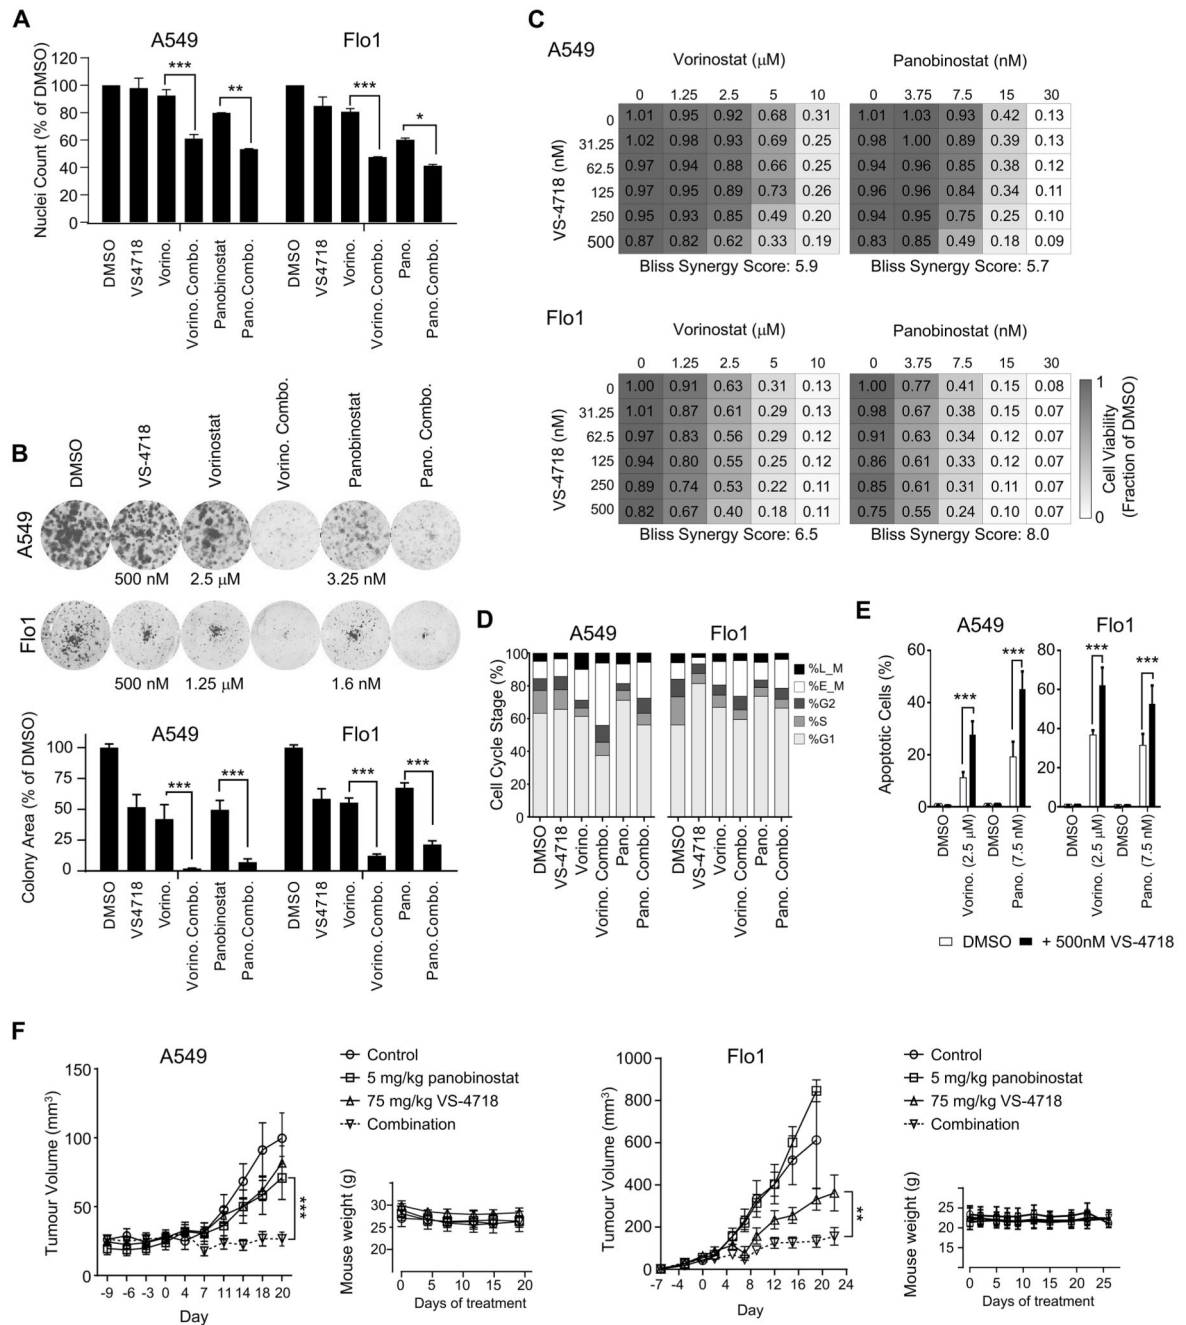 A
A549
Flo1
Nuclei Count (% of DMSO)
120
100
80
60
40
20
0
***
**
***
*
DMSO
VS4718
Vorino.
Vorino. Combo.
Panobinostat
Pano. Combo.
DMSO
VS4718
Vorino.
Vorino. Combo.
Pano.
Pano. Combo.
B
DMSO
VS-4718
Vorinostat
Vorino. Combo.
Panobinostat
Pano. Combo.
A549
500 nM 2.5 μM 3.25 nM
Flo1
500 nM 1.25 μM 1.6 nM
A549
Flo1
Colony Area (% of DMSO)
100
75
50
25
0
***
***
***
***
DMSO
VS4718
Vorino.
Vorino. Combo.
Panobinostat
Pano. Combo.
DMSO
VS4718
Vorino.
Vorino. Combo.
Pano.
Pano. Combo.
C
A549
Vorinostat (μM)
0 1.25 2.5 5 10
VS-4718 (nM)
0 1.01 0.95 0.92 0.68 0.31
31.25 1.02 0.98 0.93 0.69 0.25
62.5 0.97 0.94 0.88 0.66 0.25
125 0.97 0.95 0.89 0.73 0.26
250 0.95 0.93 0.85 0.49 0.20
500 0.87 0.82 0.62 0.33 0.19
Bliss Synergy Score: 5.9
Panobinostat (nM)
0 3.75 7.5 15 30
1.01 1.03 0.93 0.42 0.13
0.98 1.00 0.89 0.39 0.13
0.94 0.96 0.85 0.38 0.12
0.96 0.96 0.84 0.34 0.11
0.94 0.95 0.75 0.25 0.10
0.83 0.85 0.49 0.18 0.09
Bliss Synergy Score: 5.7
Flo1
Vorinostat (μM)
0 1.25 2.5 5 10
VS-4718 (nM)
0 1.00 0.91 0.63 0.31 0.13
31.25 1.01 0.87 0.61 0.29 0.13
62.5 0.97 0.83 0.56 0.29 0.12
125 0.94 0.80 0.55 0.25 0.12
250 0.89 0.74 0.53 0.22 0.11
500 0.82 0.67 0.40 0.18 0.11
Bliss Synergy Score: 6.5
Panobinostat (nM)
0 3.75 7.5 15 30
1.00 0.77 0.41 0.15 0.08
0.98 0.67 0.38 0.15 0.07
0.91 0.63 0.34 0.12 0.07
0.86 0.61 0.33 0.12 0.07
0.85 0.61 0.31 0.11 0.07
0.75 0.55 0.24 0.10 0.07
Bliss Synergy Score: 8.0
1
0
Cell Viability
(Fraction of DMSO)
D
A549
Flo1
Cell Cycle Stage (%)
100
80
60
40
20
0
%L_M
%E_M
%G2
%S
%G1
DMSO
VS-4718
Vorino.
Vorino. Combo.
Pano.
Pano. Combo.
DMSO
VS-4718
Vorino.
Vorino. Combo.
Pano.
Pano. Combo.
E
A549
Flo1
Apoptotic Cells (%)
60
40
20
0
***
***
80
60
40
20
0
***
***
DMSO
Vorino. (2.5 μM)
DMSO
Pano. (7.5 nM)
DMSO
Vorino. (2.5 μM)
DMSO
Pano. (7.5 nM)
DMSO + 500nM VS-4718
F
A549
Tumour Volume (mm³)
150
100
50
0
-9 -6 -3 0 4 7 11 14 18 20
Day
***
Control
5 mg/kg panobinostat
75 mg/kg VS-4718
Combination
Mouse weight (g)
30
25
20
0 5 10 15 20
Days of treatment
Flo1
Tumour Volume (mm³)
1000
800
600
400
200
0
-7 -4 0 4 8 12 16 20 24
Day
**
Control
5 mg/kg panobinostat
75 mg/kg VS-4718
Combination
Mouse weight (g)
25
20
15
0 5 10 15 20 25
Days of treatment